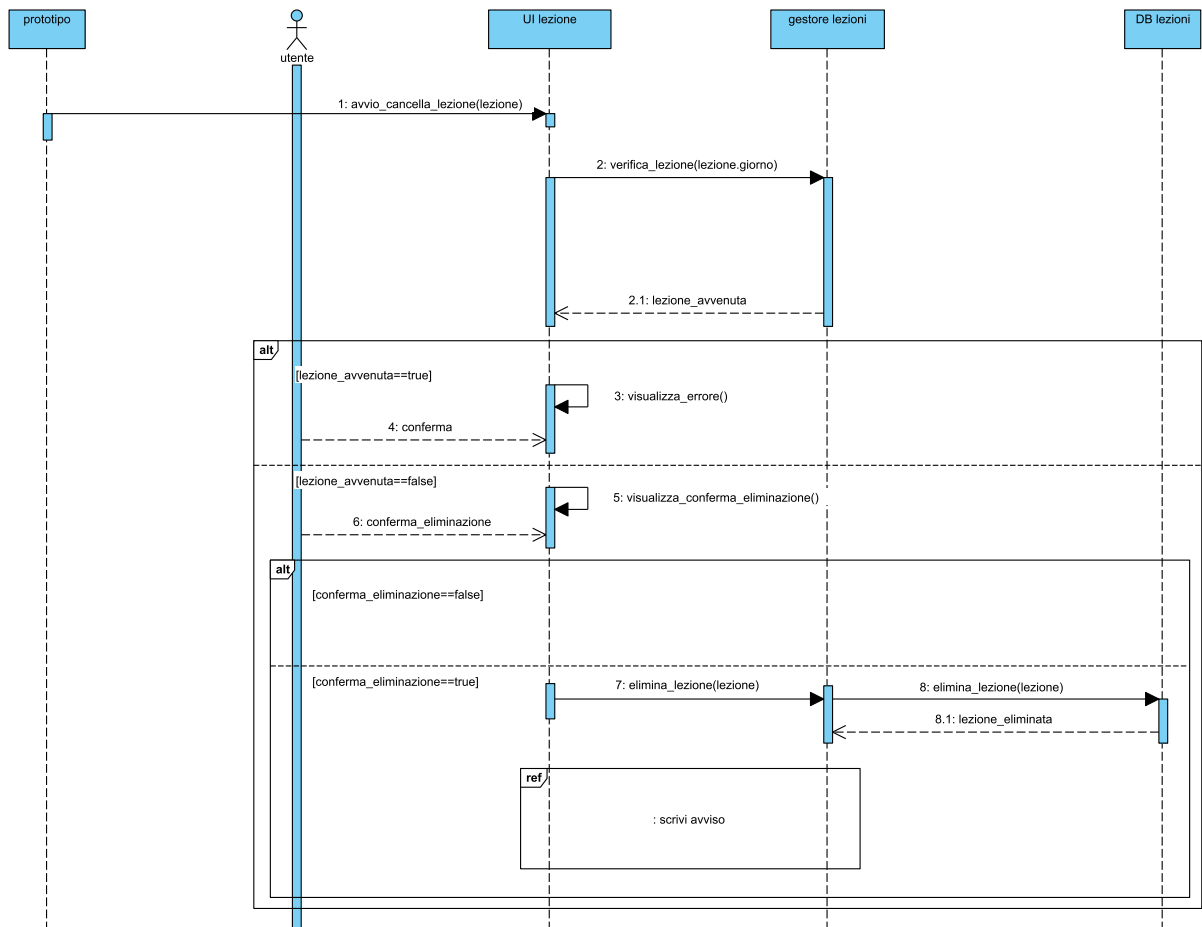 prototipo
utente
UI lezione
gestore lezioni
DB lezioni
1: avvio_cancella_lezione(lezione)
2: verifica_lezione(lezione.giorno)
2.1: lezione_avvenuta
alt
[lezione_avvenuta==true]
3: visualizza_errore()
4: conferma
[lezione_avvenuta==false]
5: visualizza_conferma_eliminazione()
6: conferma_eliminazione
alt
[conferma_eliminazione==false]
[conferma_eliminazione==true]
7: elimina_lezione(lezione)
8: elimina_lezione(lezione)
8.1: lezione_eliminata
ref
: scrivi avviso